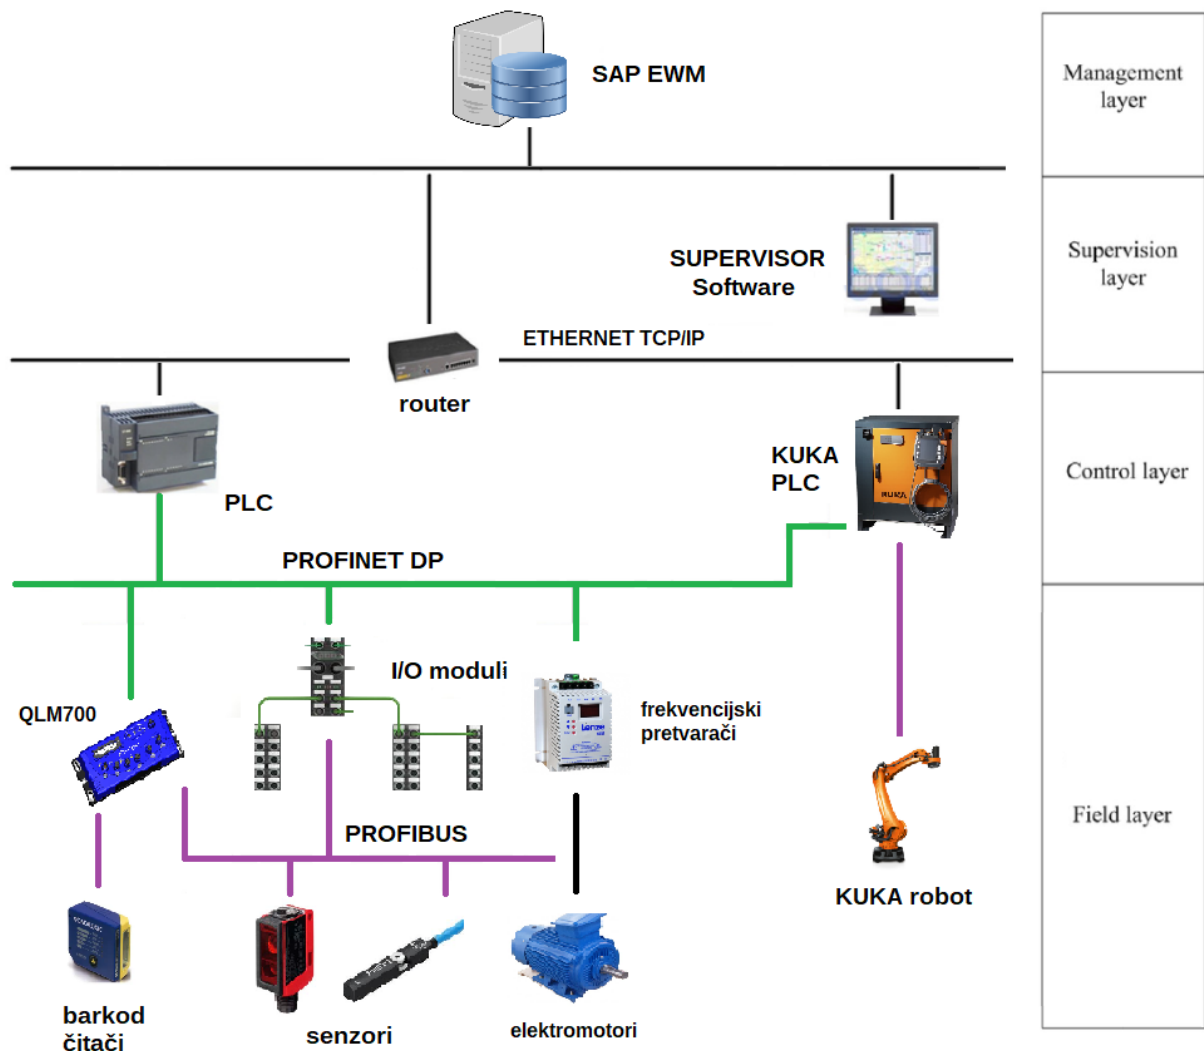 SAP EWM
Management
layer
SUPERVISOR
Software
Supervision
layer
ETHERNET TCP/IP
router
PLC
KUKA
PLC
KUKA
Control layer
PROFINET DP
I/O moduli
QLM700
frekvencijski
pretvarači
Field layer
PROFIBUS
KUKA robot
barkod
čitači
senzori
elektromotori